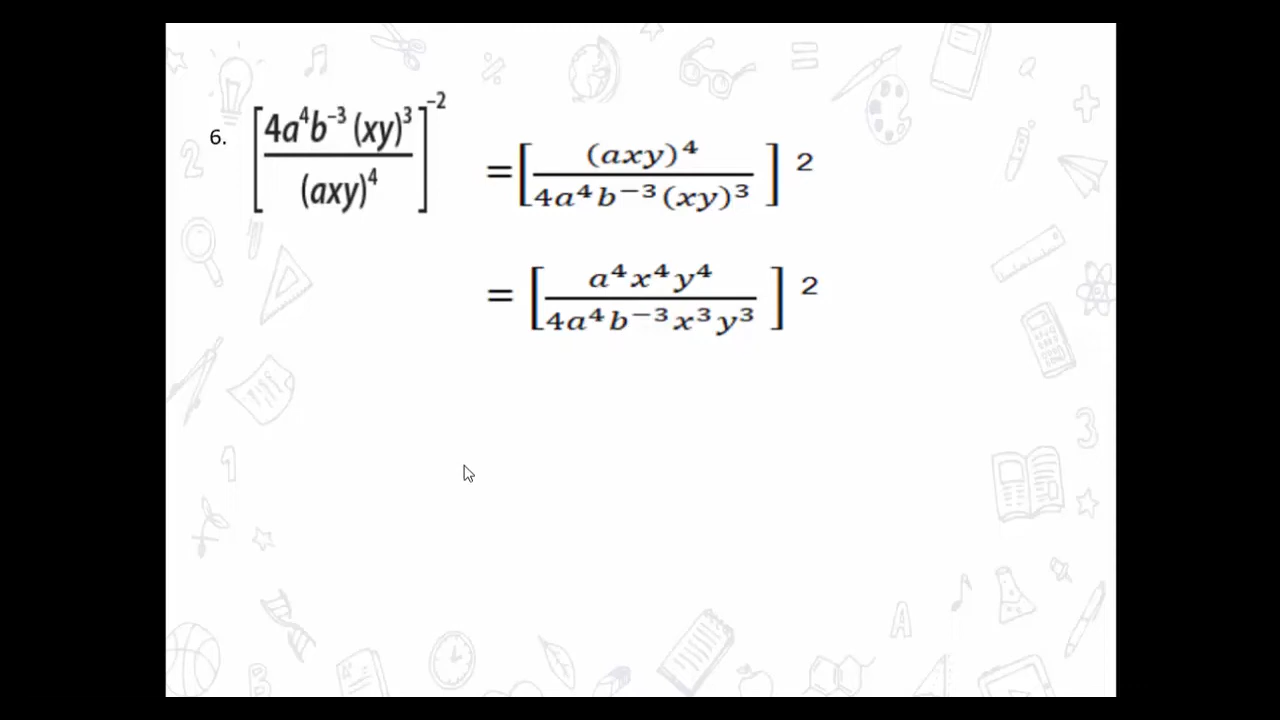 6. [4a⁴b⁻³ (xy)³ / (axy)⁴]⁻²
= [(axy)⁴ / 4a⁴b⁻³(xy)³] ²
= [a⁴x⁴y⁴ / 4a⁴b⁻³x³y³] ²